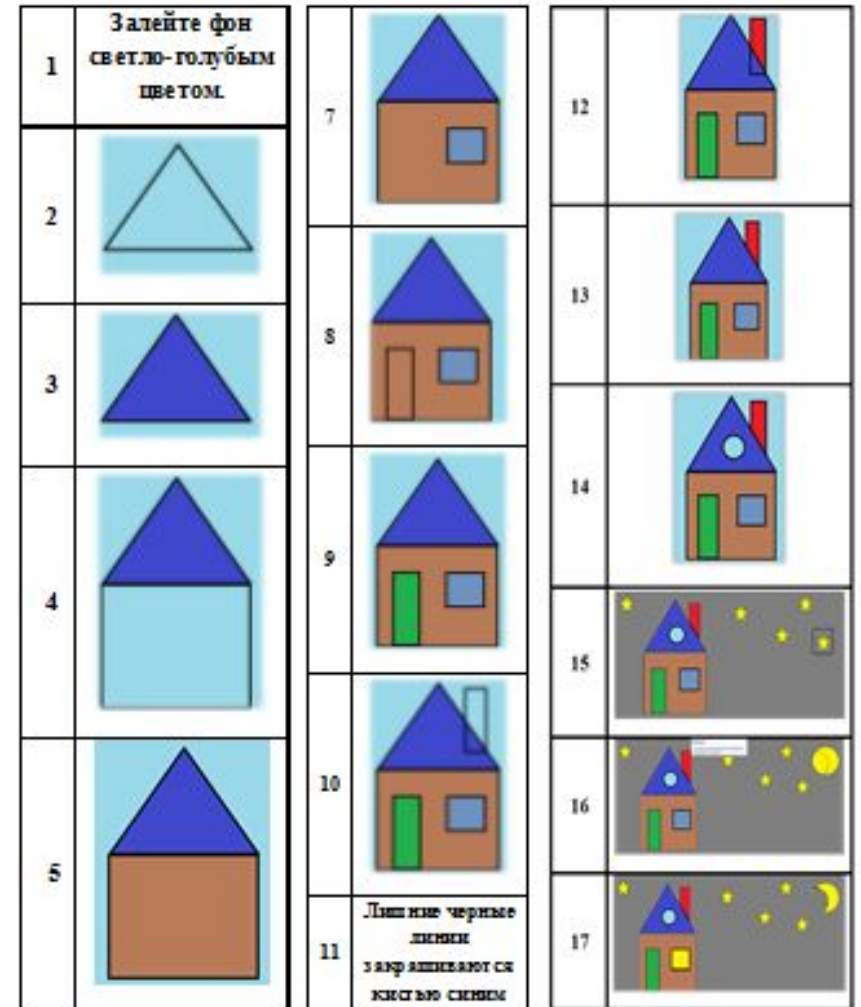 1
Залейте фон
светло-голубым
цветом.
2
3
4
5
7
8
9
10
11
Лишние черные
линии
закрашиваются
кистью синим
12
13
14
15
16
17